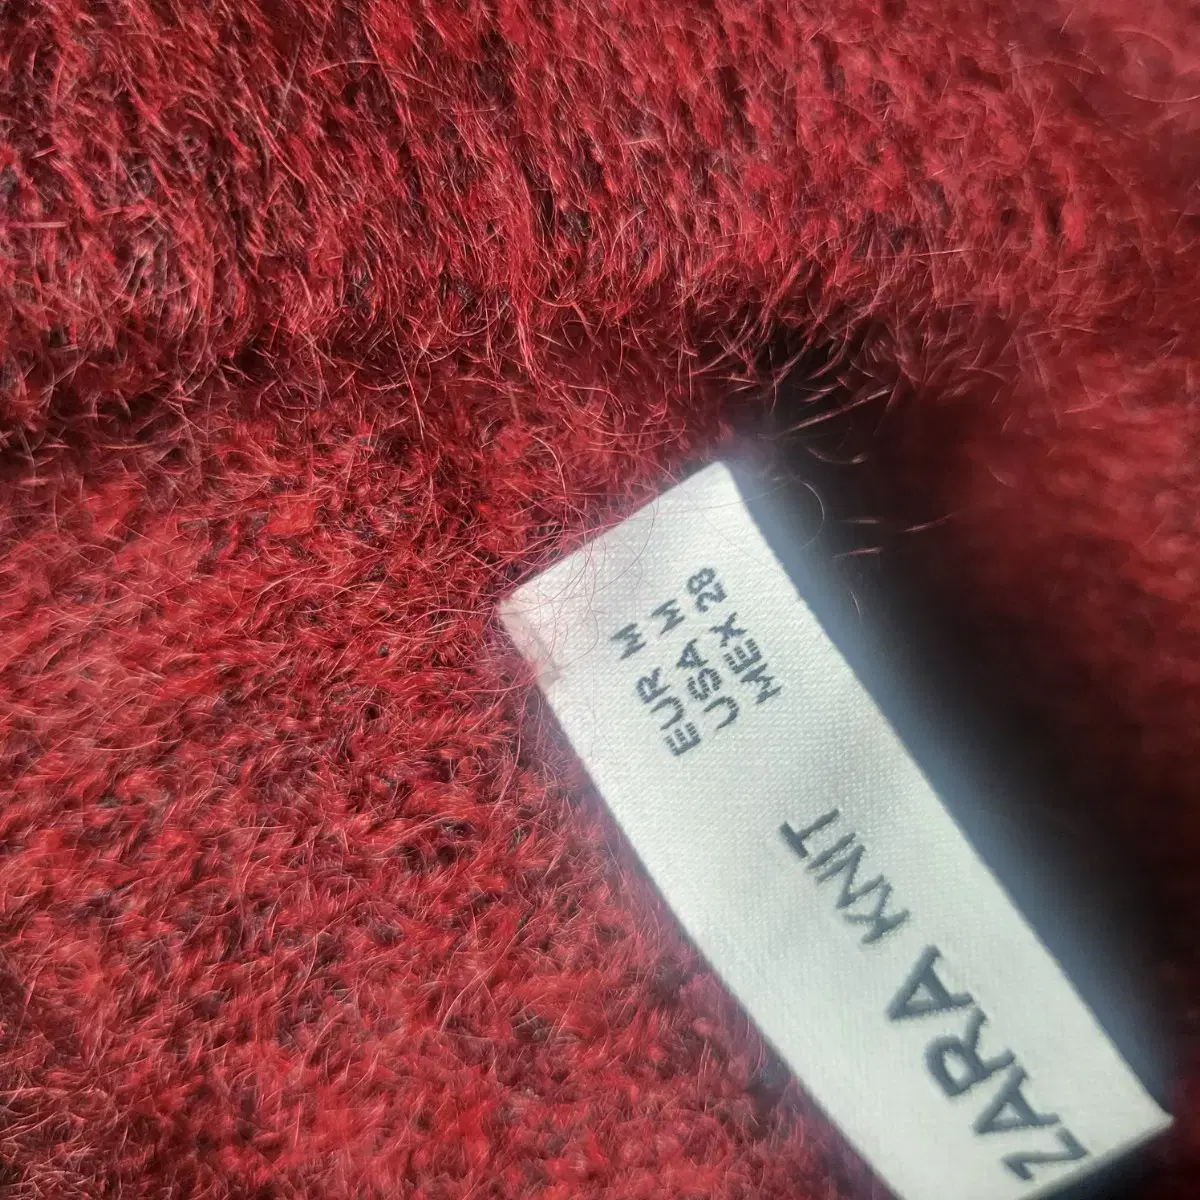 ZARA KNIT
EUR M
USA M
MEX 28